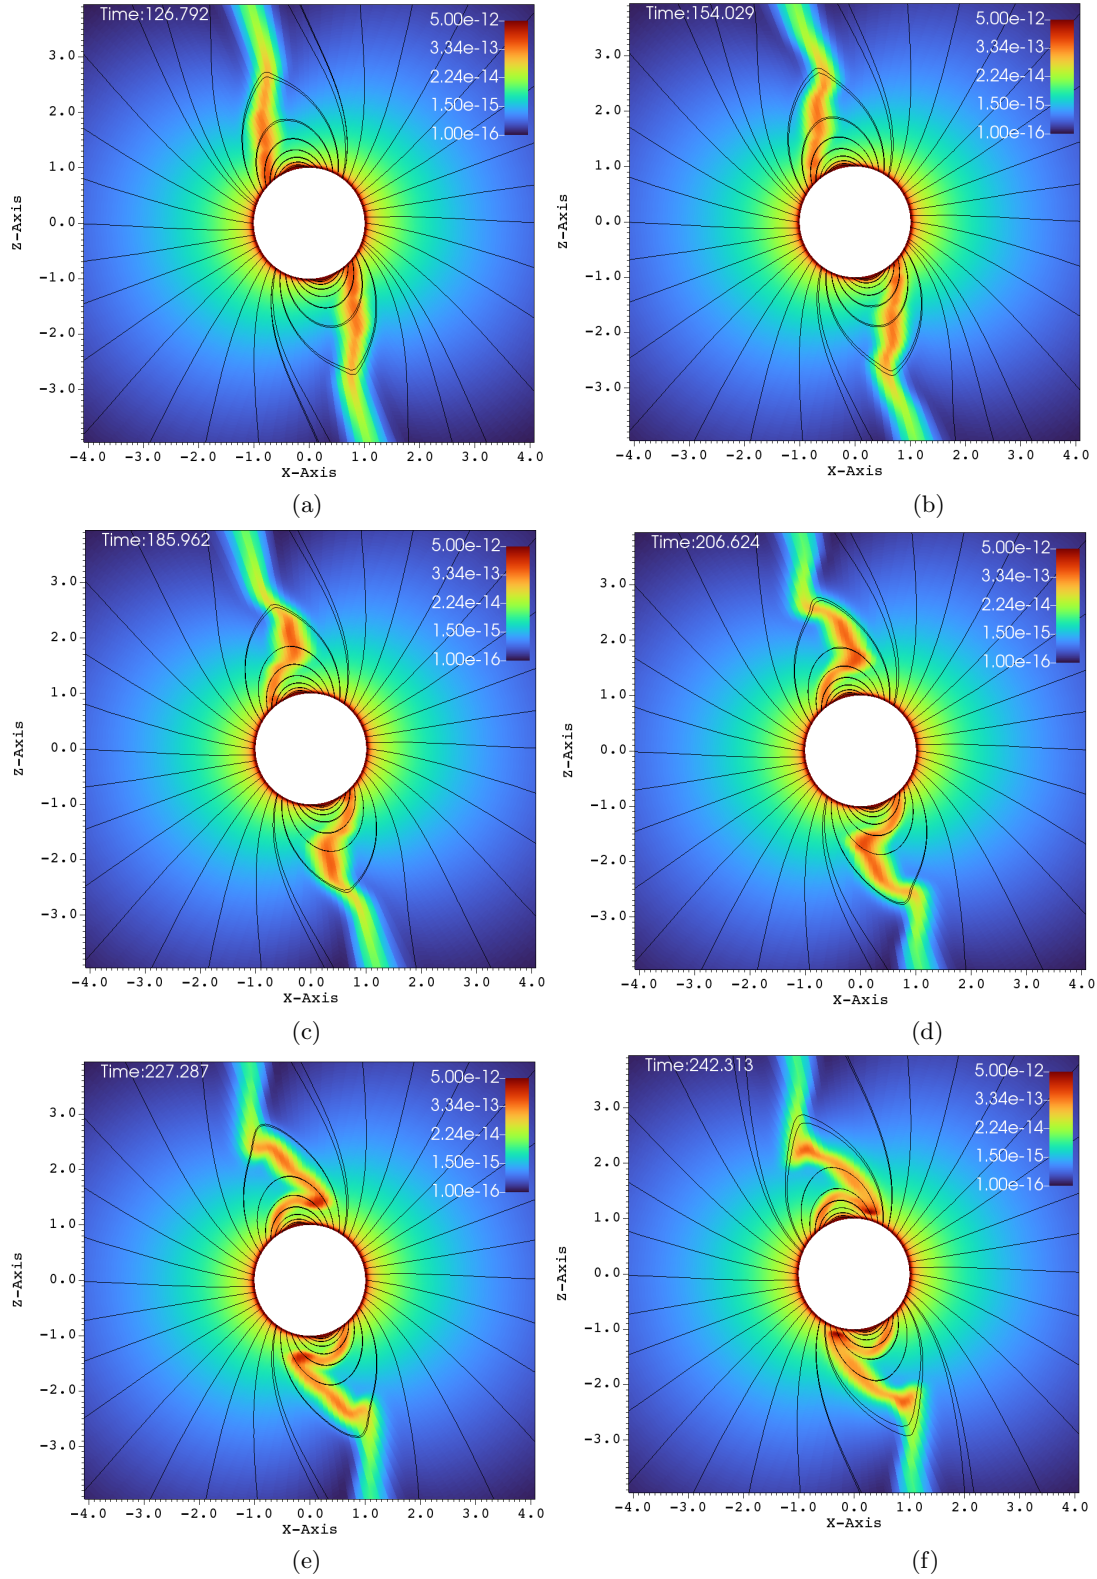 Time:126.792
5.00e-12
3.34e-13
2.24e-14
1.50e-15
1.00e-16
3.0
2.0
1.0
0.0
-1.0
-2.0
-3.0
Z-Axis
-4.0 -3.0 -2.0 -1.0 0.0 1.0 2.0 3.0 4.0
X-Axis
(a)
Time:154.029
5.00e-12
3.34e-13
2.24e-14
1.50e-15
1.00e-16
3.0
2.0
1.0
0.0
-1.0
-2.0
-3.0
Z-Axis
-4.0 -3.0 -2.0 -1.0 0.0 1.0 2.0 3.0 4.0
X-Axis
(b)
Time:185.962
5.00e-12
3.34e-13
2.24e-14
1.50e-15
1.00e-16
3.0
2.0
1.0
0.0
-1.0
-2.0
-3.0
Z-Axis
-4.0 -3.0 -2.0 -1.0 0.0 1.0 2.0 3.0 4.0
X-Axis
(c)
Time:206.624
5.00e-12
3.34e-13
2.24e-14
1.50e-15
1.00e-16
3.0
2.0
1.0
0.0
-1.0
-2.0
-3.0
Z-Axis
-4.0 -3.0 -2.0 -1.0 0.0 1.0 2.0 3.0 4.0
X-Axis
(d)
Time:227.287
5.00e-12
3.34e-13
2.24e-14
1.50e-15
1.00e-16
3.0
2.0
1.0
0.0
-1.0
-2.0
-3.0
Z-Axis
-4.0 -3.0 -2.0 -1.0 0.0 1.0 2.0 3.0 4.0
X-Axis
(e)
Time:242.313
5.00e-12
3.34e-13
2.24e-14
1.50e-15
1.00e-16
3.0
2.0
1.0
0.0
-1.0
-2.0
-3.0
Z-Axis
-4.0 -3.0 -2.0 -1.0 0.0 1.0 2.0 3.0 4.0
X-Axis
(f)